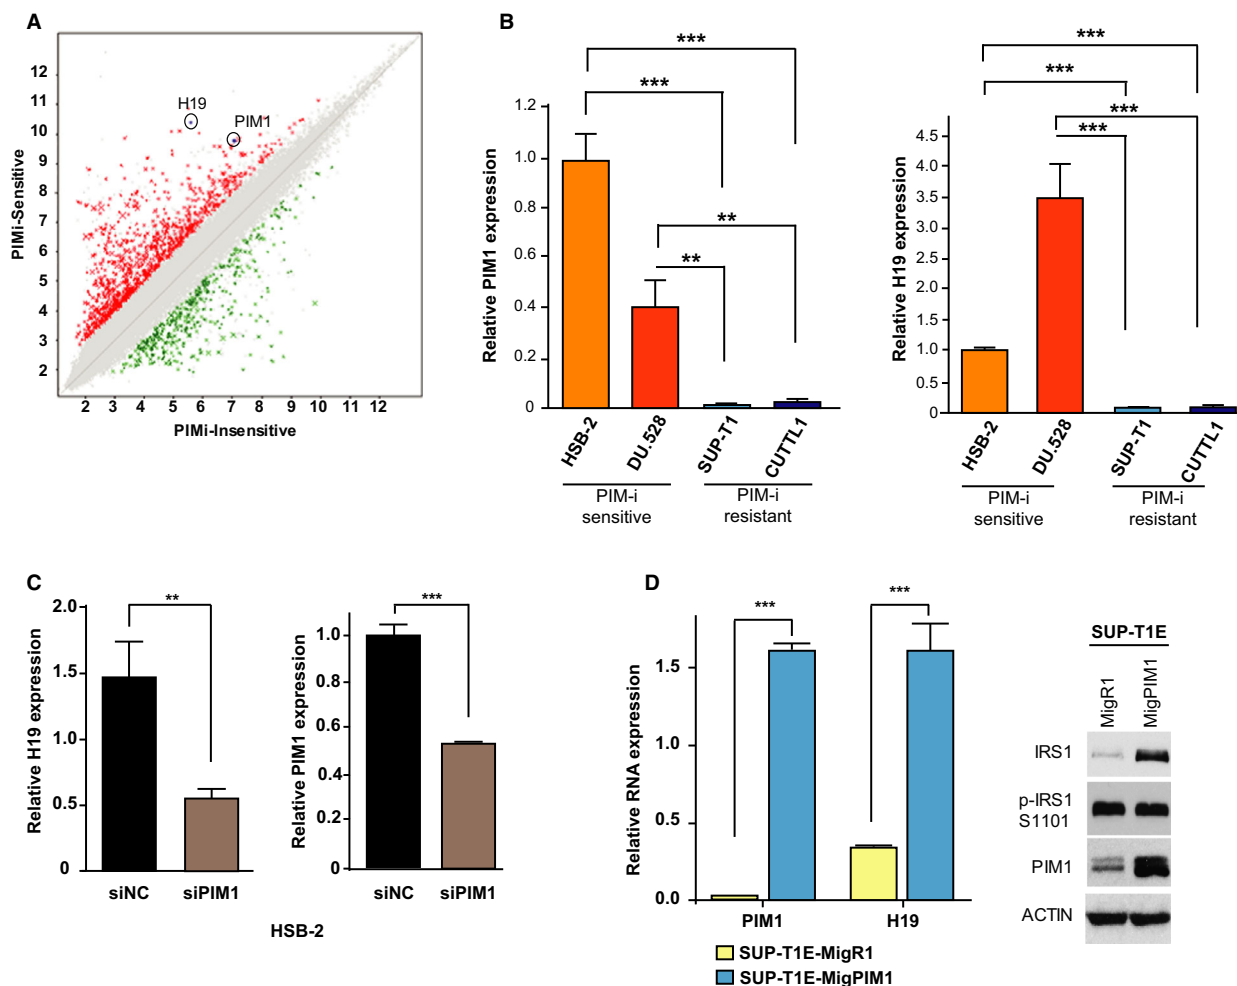 A
12
11
10
9
8
7
6
5
4
3
2
H19
PIM1
PIMi-Sensitive
2 3 4 5 6 7 8 9 10 11 12
PIMi-Insensitive
B
***
***
**
**
1.2
1.0
0.8
0.6
0.4
0.2
0
Relative PIM1 expression
HSB-2
DU.528
SUP-T1
CUTTL1
PIM-i
sensitive
PIM-i
resistant
***
***
***
***
4.5
3.5
3.0
2.5
2.0
1.5
1.0
0.5
0
Relative H19 expression
HSB-2
DU.528
SUP-T1
CUTTL1
PIM-i
sensitive
PIM-i
resistant
C
**
2.0
1.5
1.0
0.5
0
Relative H19 expression
siNC siPIM1
***
1.0
0.8
0.6
0.4
0.2
0
Relative PIM1 expression
siNC siPIM1
HSB-2
D
***
***
1.5
1.0
0.5
0.0
Relative RNA expression
PIM1 H19
SUP-T1E-MigR1
SUP-T1E-MigPIM1
SUP-T1E
MigR1
MigPIM1
IRS1
p-IRS1
S1101
PIM1
ACTIN